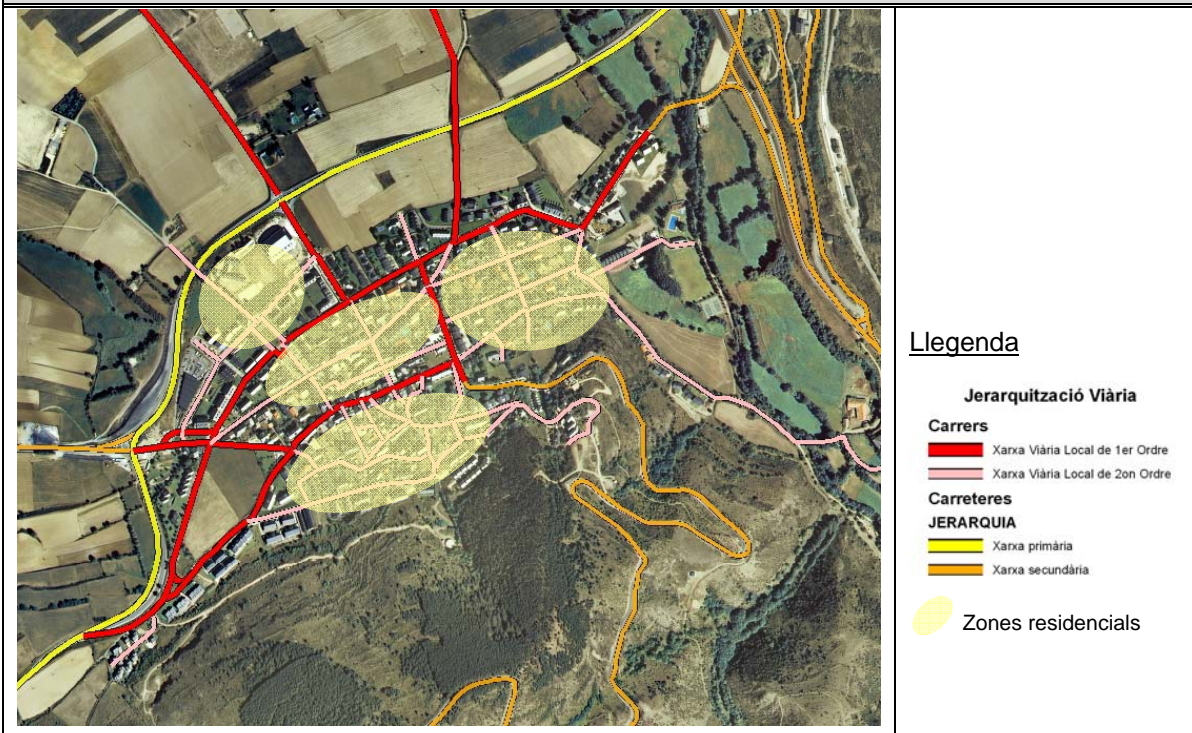 Llegenda
Jerarquització Viària
Carrers
Xarxa Viària Local de 1er Ordre
Xarxa Viària Local de 2on Ordre
Carreteres
JERARQUIA
Xarxa primària
Xarxa secundària
Zones residencials